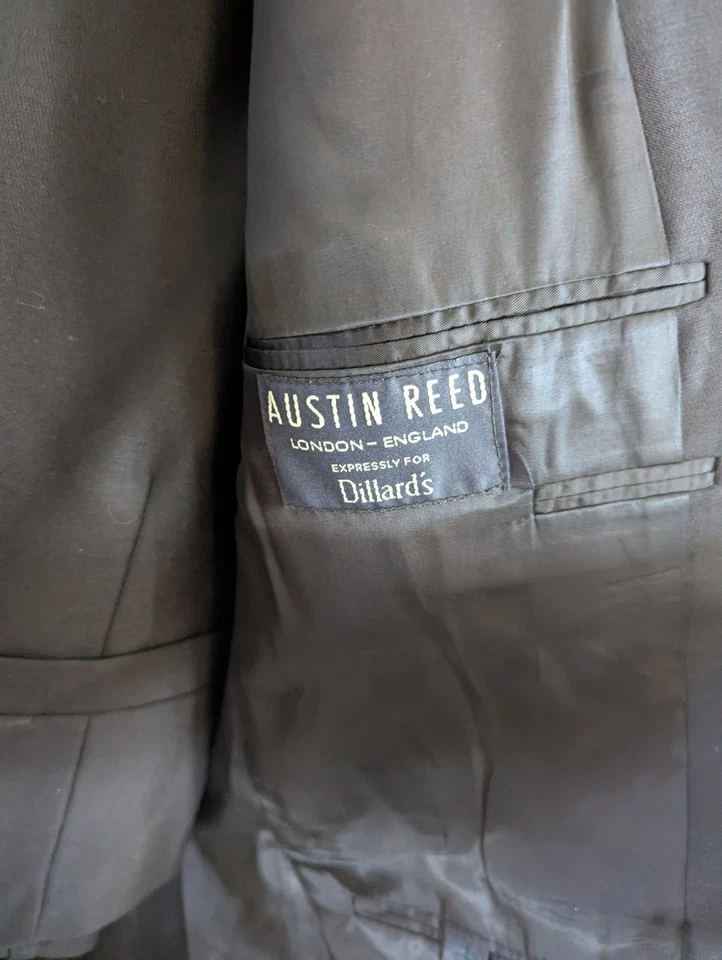 AUSTIN REED
LONDON – ENGLAND
EXPRESSLY FOR
Dillard's